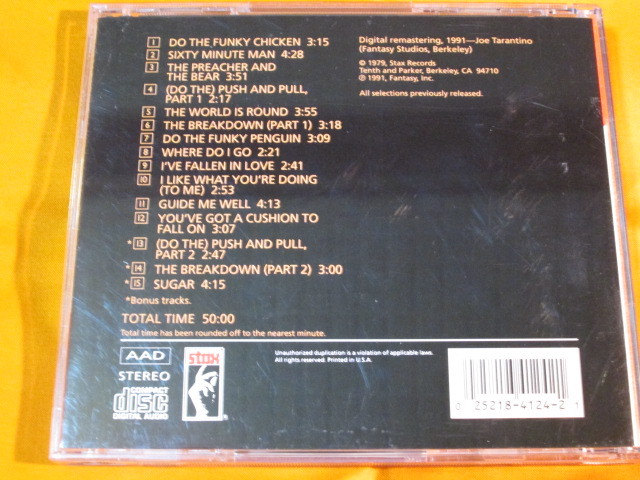 1 DO THE FUNKY CHICKEN 3:15
2 SIXTY MINUTE MAN 4:28
3 THE PREACHER AND
THE BEAR 3:51
4 (DO THE) PUSH AND PULL,
PART 1 2:17
5 THE WORLD IS ROUND 3:55
6 THE BREAKDOWN (PART 1) 3:18
7 DO THE FUNKY PENGUIN 3:09
8 WHERE DO I GO 2:21
9 I'VE FALLEN IN LOVE 2:41
10 I LIKE WHAT YOU'RE DOING
(TO ME) 2:53
11 GUIDE ME WELL 4:13
12 YOU'VE GOT A CUSHION TO
FALL ON 3:07
*13 (DO THE) PUSH AND PULL,
PART 2 2:47
*14 THE BREAKDOWN (PART 2) 3:00
*15 SUGAR 4:15
*Bonus tracks.
TOTAL TIME 50:00
Total time has been rounded off to the nearest minute.
Digital remastering, 1991—Joe Tarantino
(Fantasy Studios, Berkeley)
© 1979, Stax Records
Tenth and Parker, Berkeley, CA 94710
℗ 1991, Fantasy, Inc.
All selections previously released.
AAD
STEREO
COMPACT
disc
DIGITAL AUDIO
stax
Unauthorized duplication is a violation of applicable laws.
All rights reserved. Printed in U.S.A.
0 25218-4124-2 1